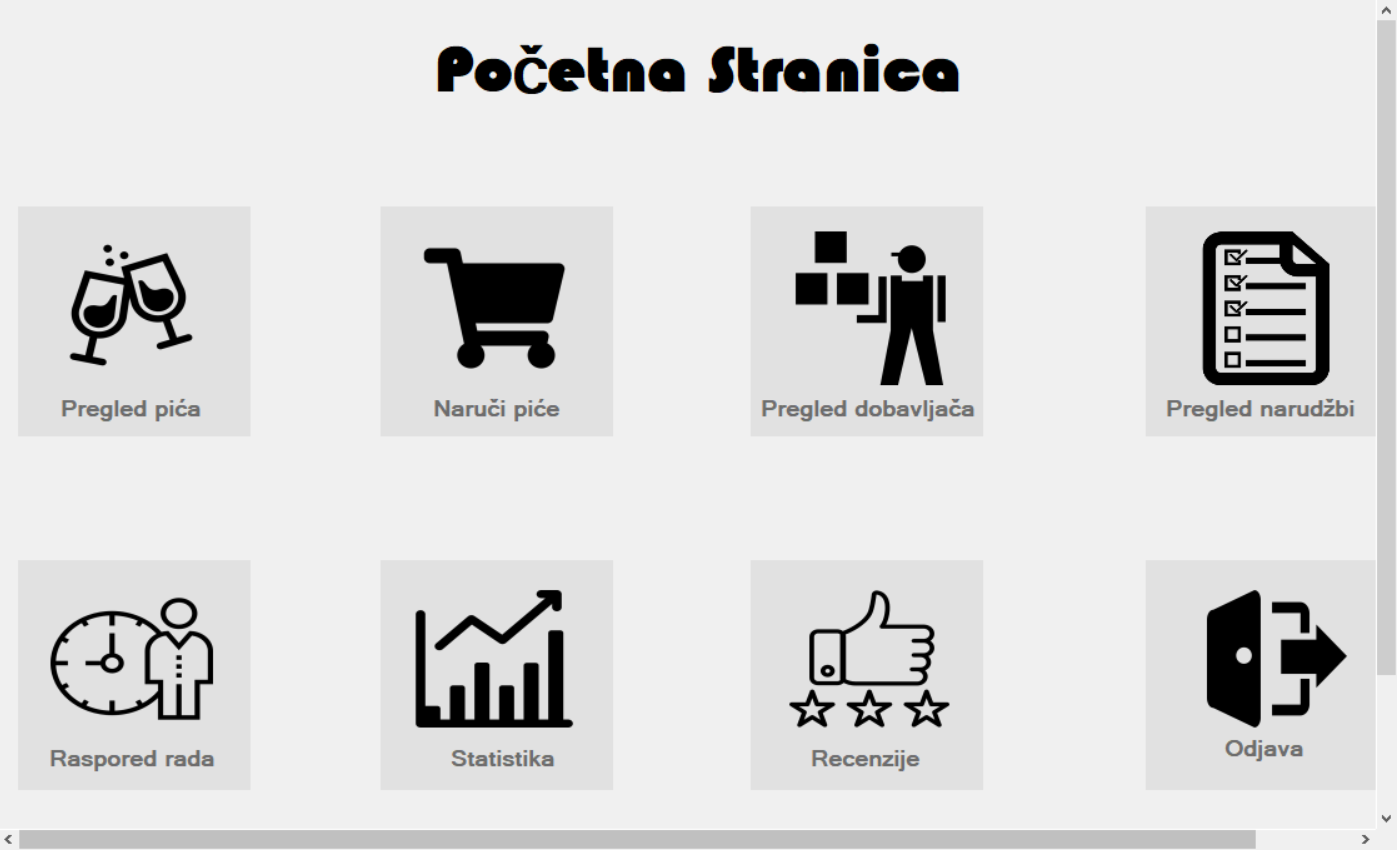 Početna Stranica
Pregled pića
Naruči piće
Pregled dobavljača
Pregled narudžbi
Raspored rada
Statistika
Recenzije
Odjava